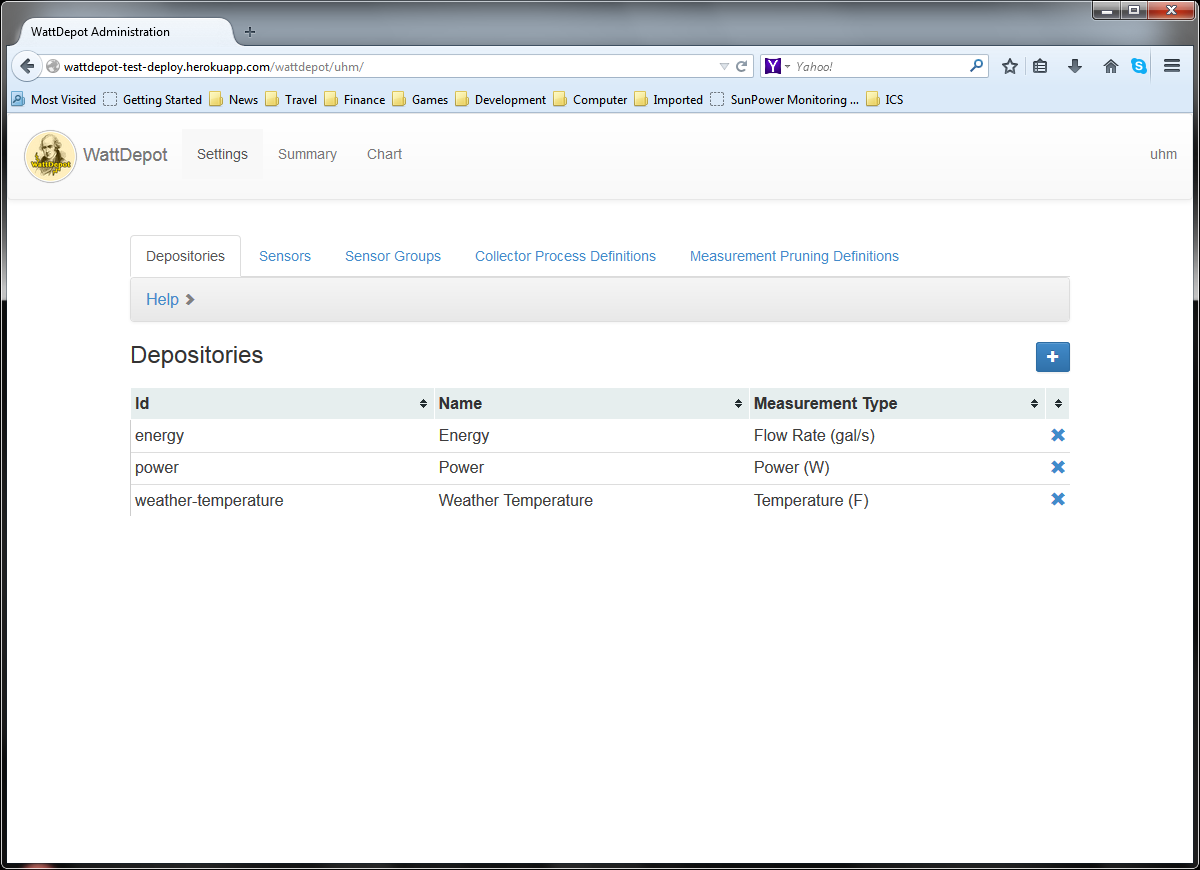 WattDepot Administration
wattdepot-test-deploy.herokuapp.com/wattdepot/uhm/
Yahoo!
Most Visited Getting Started News Travel Finance Games Development Computer Imported SunPower Monitoring ... ICS
WattDepot WattDepot Settings Summary Chart uhm
Depositories Sensors Sensor Groups Collector Process Definitions Measurement Pruning Definitions
Help
Depositories
Id Name Measurement Type
energy Energy Flow Rate (gal/s)
power Power Power (W)
weather-temperature Weather Temperature Temperature (F)